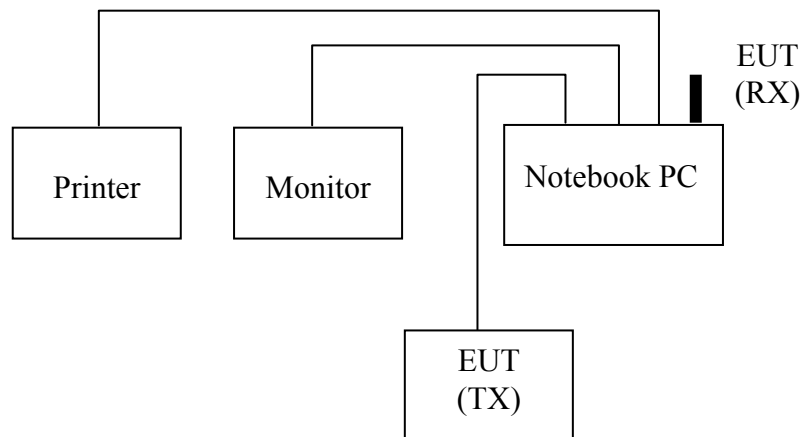 EUT
(RX)
Printer
Monitor
Notebook PC
EUT
(TX)